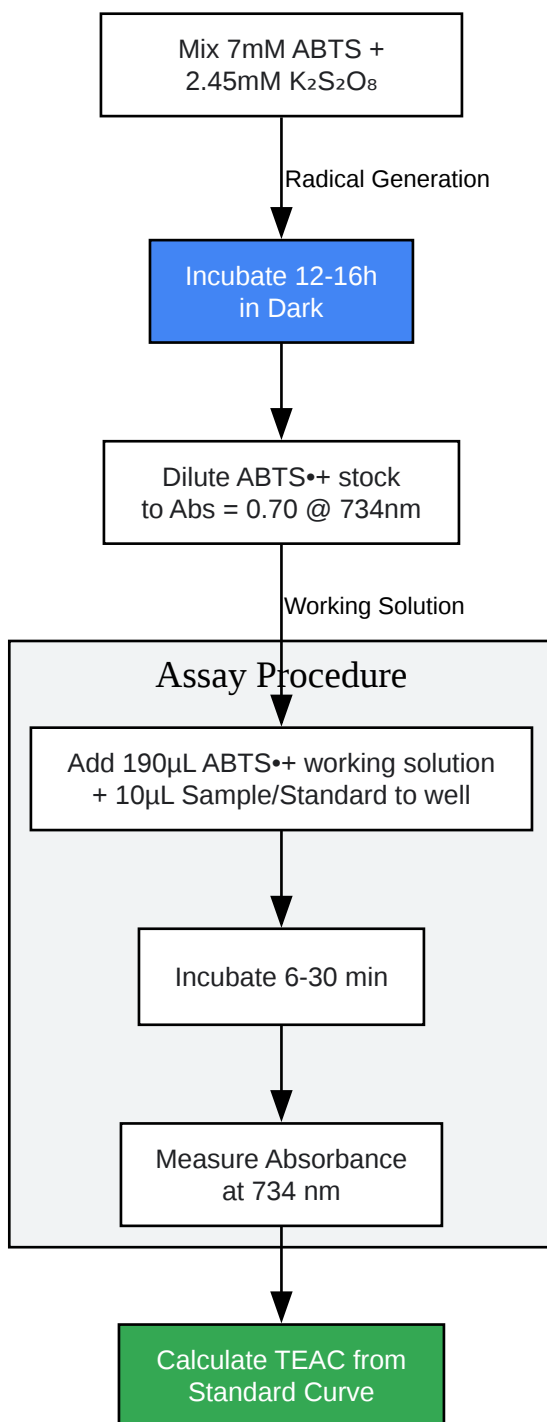 Mix 7mM ABTS +
2.45mM K₂S₂O₈
Radical Generation
Incubate 12-16h
in Dark
Dilute ABTS•+ stock
to Abs = 0.70 @ 734nm
Working Solution
Assay Procedure
Add 190µL ABTS•+ working solution
+ 10µL Sample/Standard to well
Incubate 6-30 min
Measure Absorbance
at 734 nm
Calculate TEAC from
Standard Curve